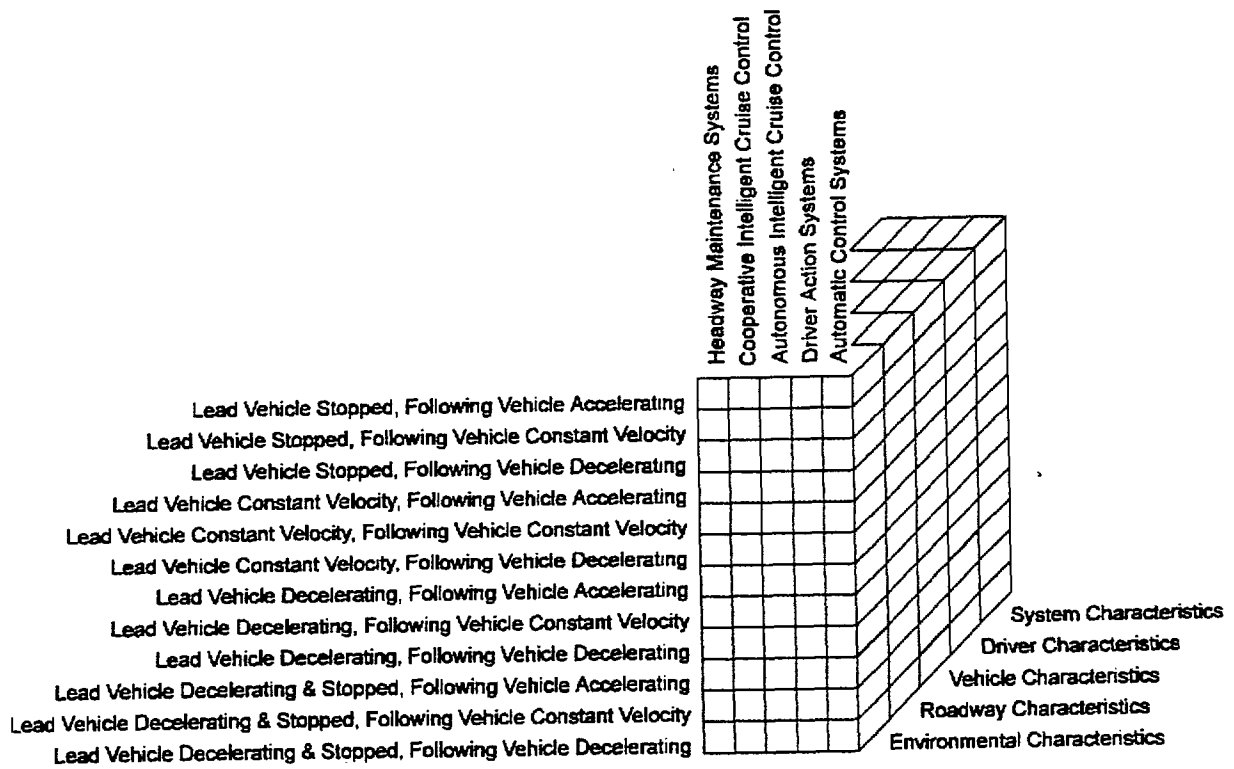 Headway Maintenance Systems
Cooperative Intelligent Cruise Control
Autonomous Intelligent Cruise Control
Driver Action Systems
Automatic Control Systems
Lead Vehicle Stopped, Following Vehicle Accelerating
Lead Vehicle Stopped, Following Vehicle Constant Velocity
Lead Vehicle Stopped, Following Vehicle Decelerating
Lead Vehicle Constant Velocity, Following Vehicle Accelerating
Lead Vehicle Constant Velocity, Following Vehicle Constant Velocity
Lead Vehicle Constant Velocity, Following Vehicle Decelerating
Lead Vehicle Decelerating, Following Vehicle Accelerating
Lead Vehicle Decelerating, Following Vehicle Constant Velocity
Lead Vehicle Decelerating, Following Vehicle Decelerating
Lead Vehicle Decelerating & Stopped, Following Vehicle Accelerating
Lead Vehicle Decelerating & Stopped, Following Vehicle Constant Velocity
Lead Vehicle Decelerating & Stopped, Following Vehicle Decelerating
System Characteristics
Driver Characteristics
Vehicle Characteristics
Roadway Characteristics
Environmental Characteristics